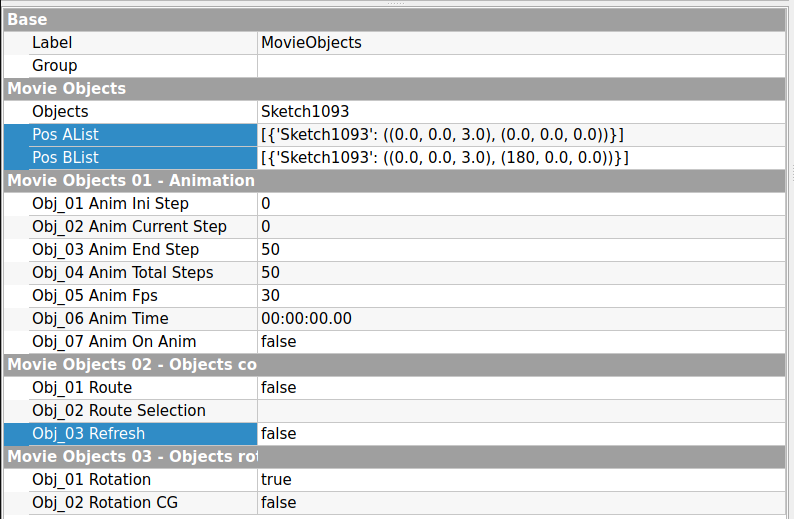 Base
Label MovieObjects
Group
Movie Objects
Objects Sketch1093
Pos AList [{'Sketch1093': ((0.0, 0.0, 3.0), (0.0, 0.0, 0.0))}]
Pos BList [{'Sketch1093': ((0.0, 0.0, 3.0), (180, 0.0, 0.0))}]
Movie Objects 01 - Animation
Obj_01 Anim Ini Step 0
Obj_02 Anim Current Step 0
Obj_03 Anim End Step 50
Obj_04 Anim Total Steps 50
Obj_05 Anim Fps 30
Obj_06 Anim Time 00:00:00.00
Obj_07 Anim On Anim false
Movie Objects 02 - Objects co
Obj_01 Route false
Obj_02 Route Selection
Obj_03 Refresh false
Movie Objects 03 - Objects rot
Obj_01 Rotation true
Obj_02 Rotation CG false